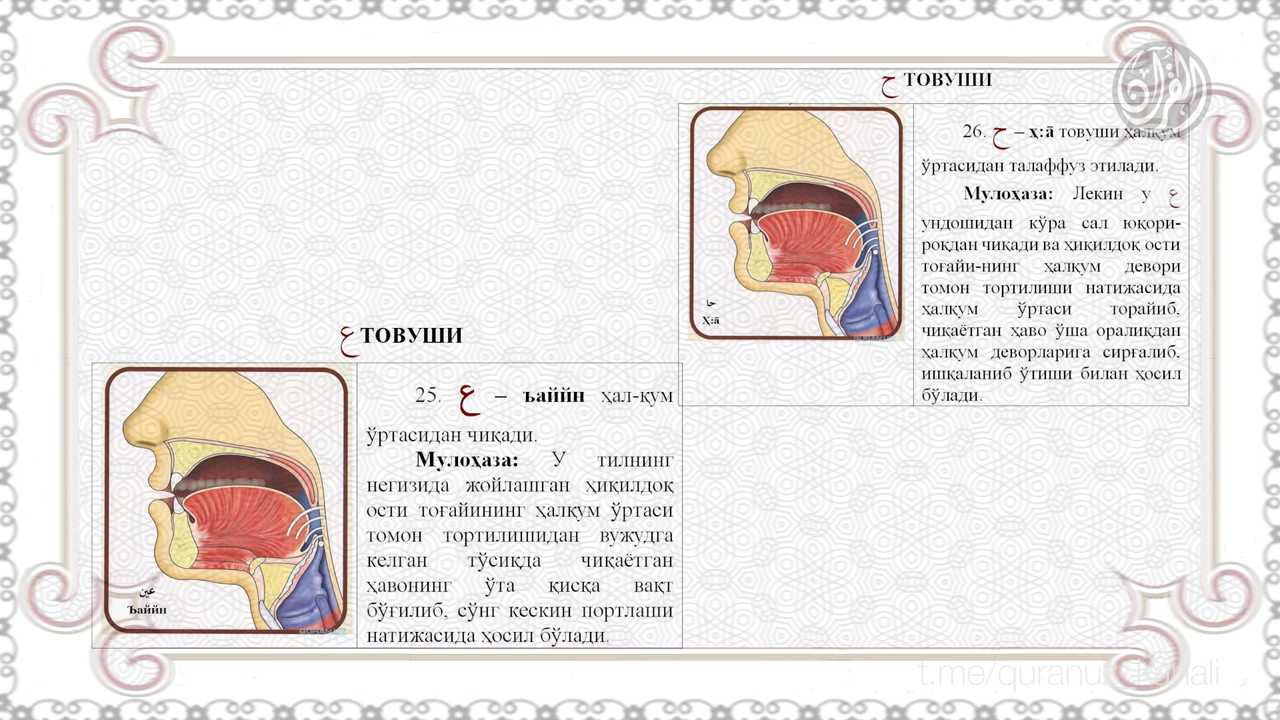 ح ТОВУШИ
26. ح – ҳ:ā товуши ҳалқум
ўртасидан талаффуз этилади.
Мулоҳаза: Лекин у ع
ундошидан кўра сал юқори-
роқдан чиқади ва ҳиқилдоқ ости
тоғайи-нинг ҳалқум девори
томон тортилиши натижасида
ҳалқум ўртаси торайиб,
чиқаётган ҳаво ўша оралиқдан
ҳалқум деворларига сирғалиб,
ишқаланиб ўтиши билан ҳосил
бўлади.
حا
Ҳ:ā
ع ТОВУШИ
25. ع – ъаййн ҳал-қум
ўртасидан чиқади.
Мулоҳаза: У тилнинг
негизида жойлашган ҳиқилдоқ
ости тоғайининг ҳалқум ўртаси
томон тортилишидан вужудга
келган тўсиқда чиқаётган
ҳавонинг ўта қисқа вақт
бўғилиб, сўнг кескин портлаши
натижасида ҳосил бўлади.
عين
Ъаййн
القرآن